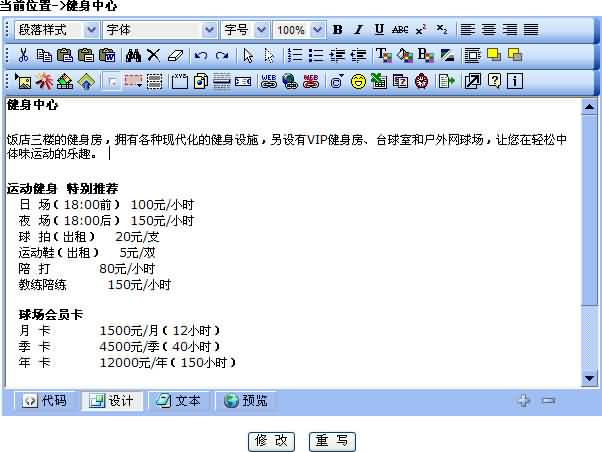 当前位置->健身中心
段落样式 字体 字号 100% B I U ABC x² x₂
健身中心
饭店三楼的健身房，拥有各种现代化的健身设施，另设有VIP健身房、台球室和户外网球场，让您在轻松中
体味运动的乐趣。
运动健身 特别推荐
日 场（18:00前） 100元/小时
夜 场（18:00后） 150元/小时
球 拍（出租） 20元/支
运动鞋（出租） 5元/双
陪 打 80元/小时
教练陪练 150元/小时
球场会员卡
月 卡 1500元/月（12小时）
季 卡 4500元/季（40小时）
年 卡 12000元/年（150小时）
代码 设计 文本 预览
修 改 重 写